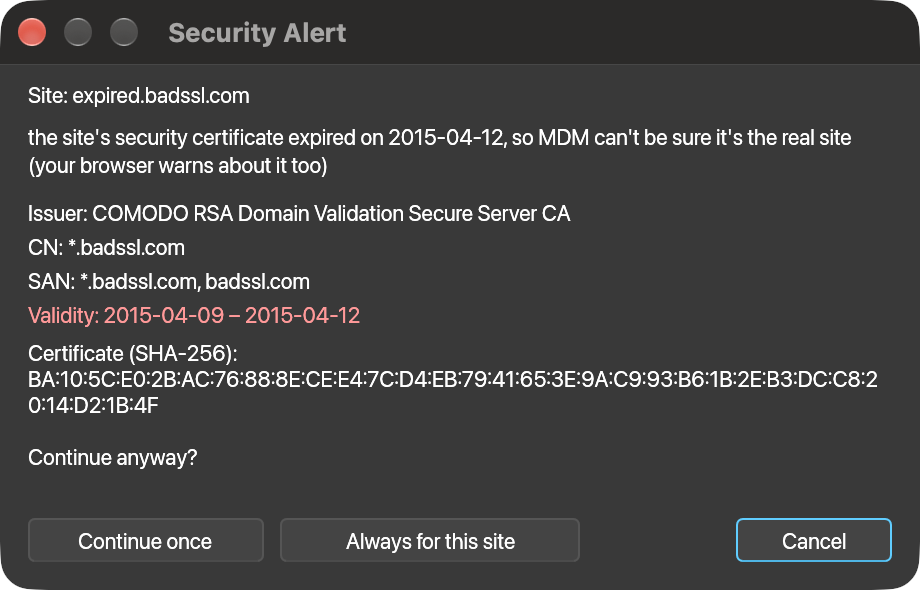 Security Alert
Site: expired.badssl.com
the site's security certificate expired on 2015-04-12, so MDM can't be sure it's the real site
(your browser warns about it too)
Issuer: COMODO RSA Domain Validation Secure Server CA
CN: *.badssl.com
SAN: *.badssl.com, badssl.com
Validity: 2015-04-09 – 2015-04-12
Certificate (SHA-256):
BA:10:5C:E0:2B:AC:76:88:8E:CE:E4:7C:D4:EB:79:41:65:3E:9A:C9:93:B6:1B:2E:B3:DC:C8:2
0:14:D2:1B:4F
Continue anyway?
Continue once
Always for this site
Cancel